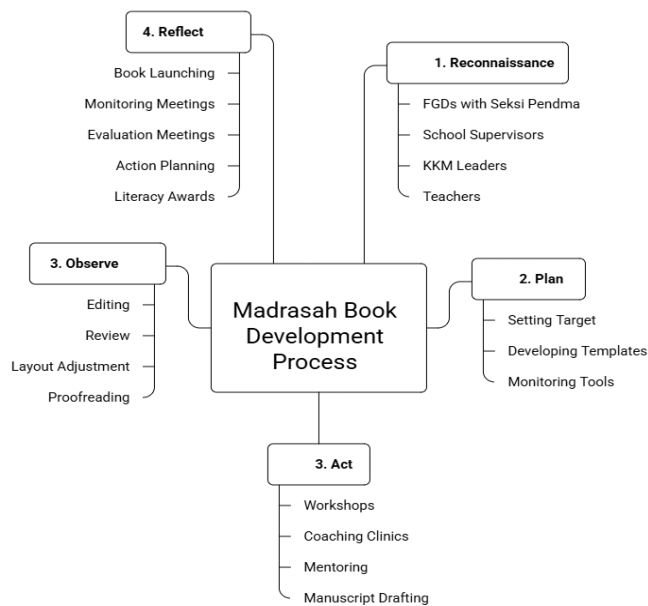 Madrasah Book
Development
Process
1. Reconnaissance
FGDs with Seksi Pendma
School Supervisors
KKM Leaders
Teachers
2. Plan
Setting Target
Developing Templates
Monitoring Tools
3. Act
Workshops
Coaching Clinics
Mentoring
Manuscript Drafting
3. Observe
Editing
Review
Layout Adjustment
Proofreading
4. Reflect
Book Launching
Monitoring Meetings
Evaluation Meetings
Action Planning
Literacy Awards